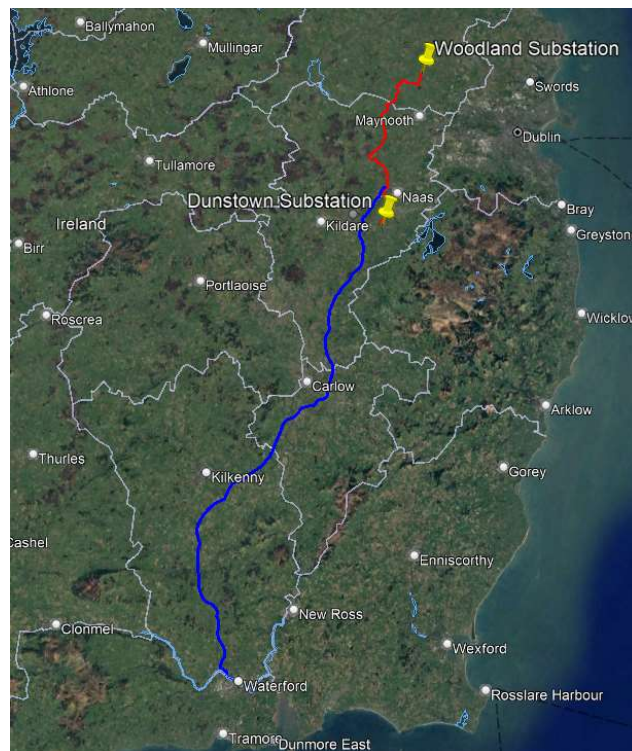 Ballymahon
Mullingar
Woodland Substation
Athlone
Swords
Maynooth
Dublin
Tullamore
Naas
Dunstown Substation
Bray
Ireland
Kildare
Greystone
Birr
Portlaoise
Roscrea
Wicklow
Carlow
Arklow
Thurles
Gorey
Kilkenny
Cashel
Enniscorthy
New Ross
Clonmel
Wexford
Waterford
Rosslare Harbour
Tramore
Dunmore East